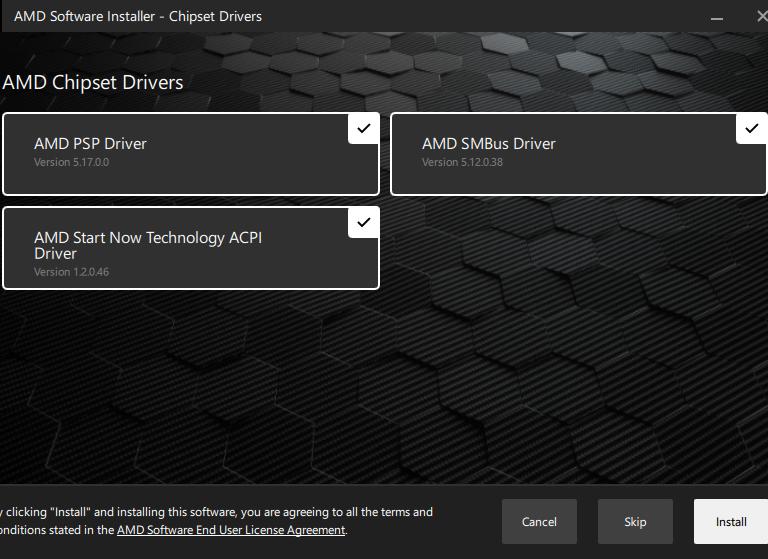 AMD Software Installer - Chipset Drivers
AMD Chipset Drivers
AMD PSP Driver
Version 5.17.0.0
AMD SMBus Driver
Version 5.12.0.38
AMD Start Now Technology ACPI
Driver
Version 1.2.0.46
y clicking "Install" and installing this software, you are agreeing to all the terms and
onditions stated in the AMD Software End User License Agreement.
Cancel
Skip
Install